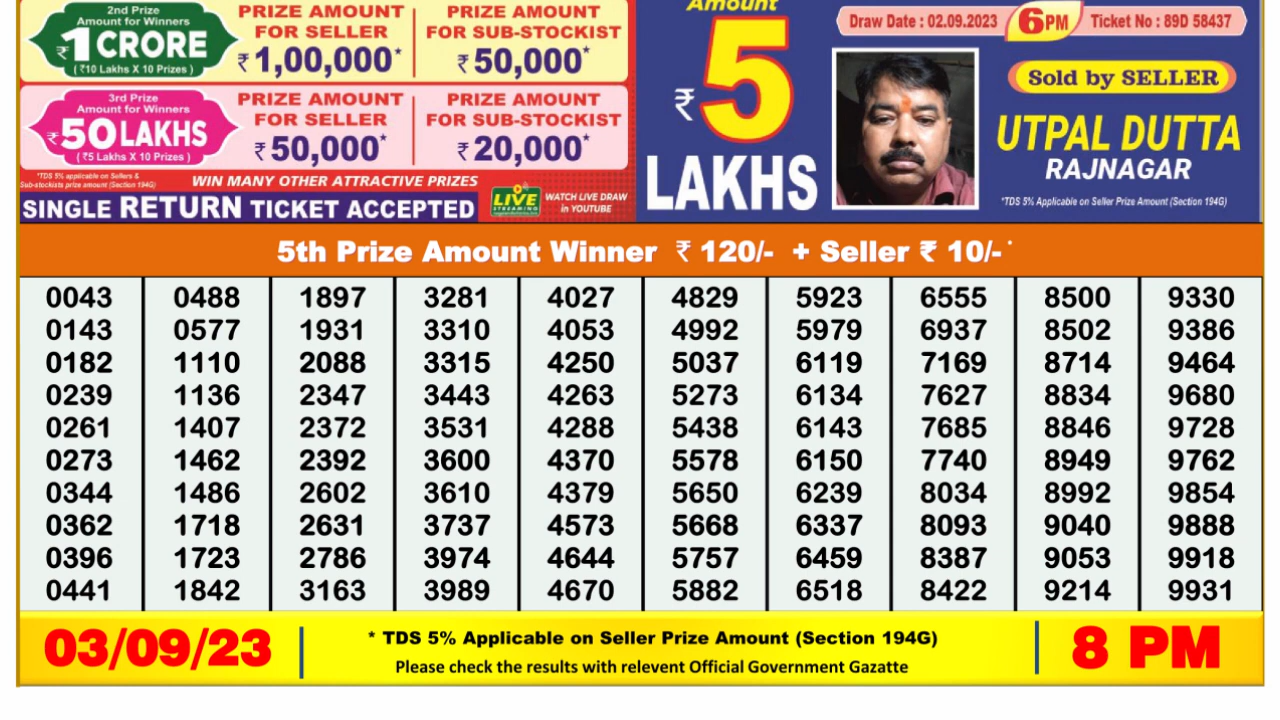 2nd Prize
Amount for Winners
₹1 CRORE
( ₹10 Lakhs X 10 Prizes )
PRIZE AMOUNT
FOR SELLER
₹ 1,00,000*
PRIZE AMOUNT
FOR SUB-STOCKIST
₹ 50,000*
3rd Prize
Amount for Winners
₹50 LAKHS
( ₹5 Lakhs X 10 Prizes )
PRIZE AMOUNT
FOR SELLER
₹ 50,000*
PRIZE AMOUNT
FOR SUB-STOCKIST
₹ 20,000*
*TDS 5% applicable on Sellers &
Sub-stockists prize amount (Section 194G)
WIN MANY OTHER ATTRACTIVE PRIZES
SINGLE RETURN TICKET ACCEPTED
LIVE
STREAMING
WATCH LIVE DRAW
in YOUTUBE
Amount
₹ 5
LAKHS
Draw Date : 02.09.2023 6PM Ticket No : 89D 58437
Sold by SELLER
UTPAL DUTTA
RAJNAGAR
*TDS 5% Applicable on Seller Prize Amount (Section 194G)
5th Prize Amount Winner ₹ 120/- + Seller ₹ 10/- *
0043 0488 1897 3281 4027 4829 5923 6555 8500 9330
0143 0577 1931 3310 4053 4992 5979 6937 8502 9386
0182 1110 2088 3315 4250 5037 6119 7169 8714 9464
0239 1136 2347 3443 4263 5273 6134 7627 8834 9680
0261 1407 2372 3531 4288 5438 6143 7685 8846 9728
0273 1462 2392 3600 4370 5578 6150 7740 8949 9762
0344 1486 2602 3610 4379 5650 6239 8034 8992 9854
0362 1718 2631 3737 4573 5668 6337 8093 9040 9888
0396 1723 2786 3974 4644 5757 6459 8387 9053 9918
0441 1842 3163 3989 4670 5882 6518 8422 9214 9931
03/09/23
* TDS 5% Applicable on Seller Prize Amount (Section 194G)
Please check the results with relevent Official Government Gazatte
8 PM